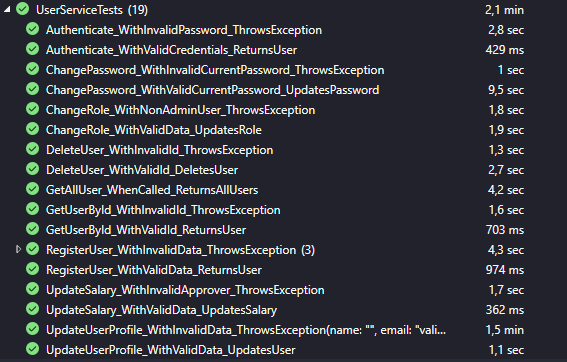 UserServiceTests (19) 2,1 min
Authenticate_WithInvalidPassword_ThrowsException 2,8 sec
Authenticate_WithValidCredentials_ReturnsUser 429 ms
ChangePassword_WithInvalidCurrentPassword_ThrowsException 1 sec
ChangePassword_WithValidCurrentPassword_UpdatesPassword 9,5 sec
ChangeRole_WithNonAdminUser_ThrowsException 1,8 sec
ChangeRole_WithValidData_UpdatesRole 1,9 sec
DeleteUser_WithInvalidId_ThrowsException 1,3 sec
DeleteUser_WithValidId_DeletesUser 2,7 sec
GetAllUser_WhenCalled_ReturnsAllUsers 4,2 sec
GetUserById_WithInvalidId_ThrowsException 1,6 sec
GetUserById_WithValidId_ReturnsUser 703 ms
RegisterUser_WithInvalidData_ThrowsException (3) 4,3 sec
RegisterUser_WithValidData_ReturnsUser 974 ms
UpdateSalary_WithInvalidApprover_ThrowsException 1,7 sec
UpdateSalary_WithValidData_UpdatesSalary 362 ms
UpdateUserProfile_WithInvalidData_ThrowsException(name: "", email: "vali... 1,5 min
UpdateUserProfile_WithValidData_UpdatesUser 1,1 sec